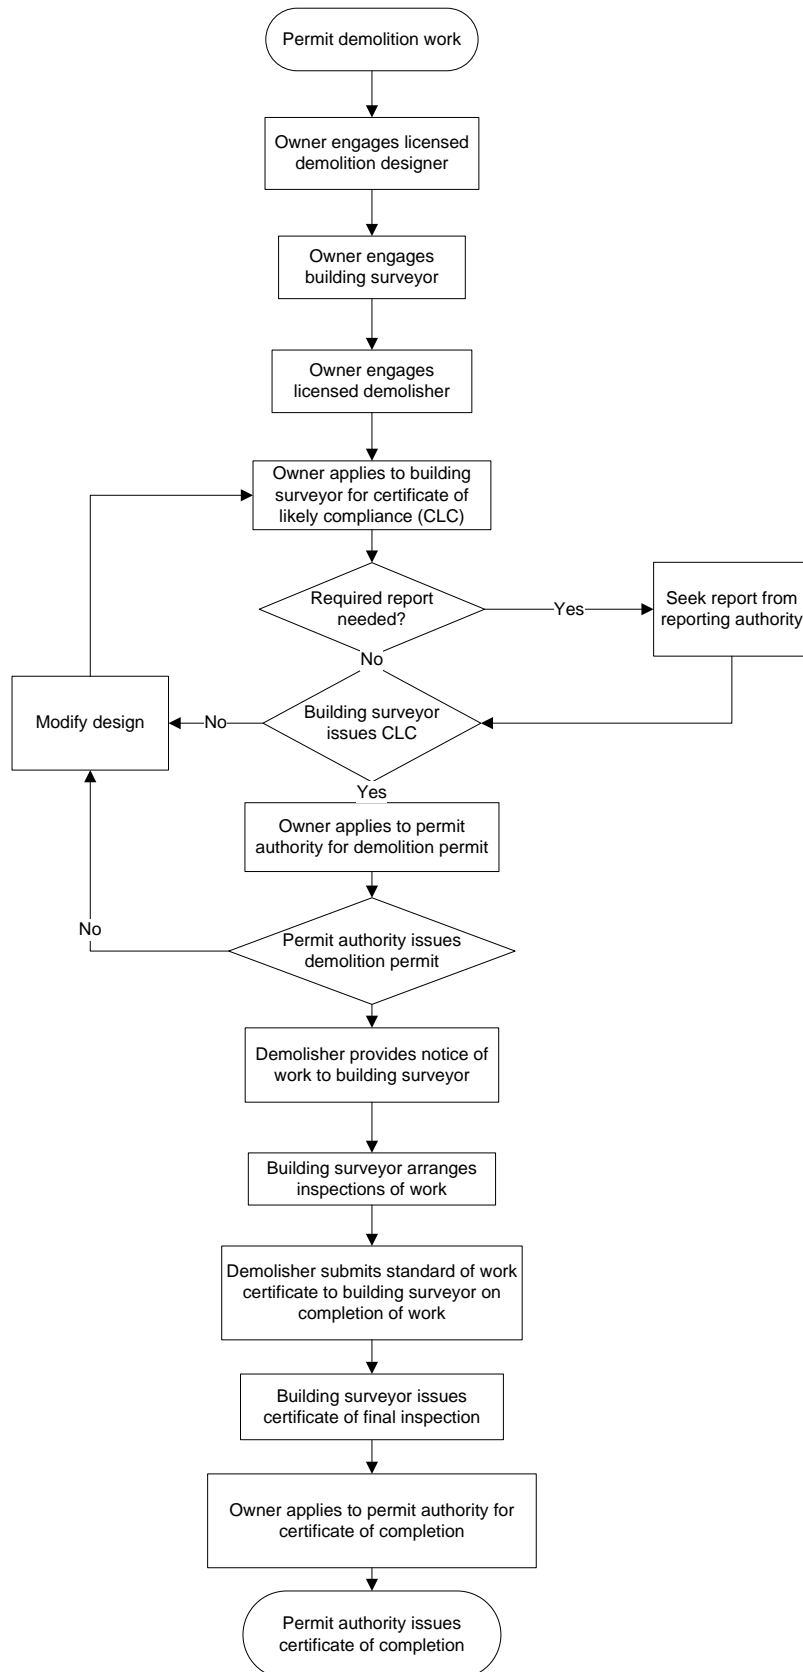 Permit demolition work
Owner engages licensed
demolition designer
Owner engages
building surveyor
Owner engages
licensed demolisher
Owner applies to building
surveyor for certificate of
likely compliance (CLC)
Required report
needed?
Yes
Seek report from
reporting authority
No
Building surveyor
issues CLC
No
Modify design
Yes
Owner applies to permit
authority for demolition permit
Permit authority issues
demolition permit
No
Demolisher provides notice of
work to building surveyor
Building surveyor arranges
inspections of work
Demolisher submits standard of work
certificate to building surveyor on
completion of work
Building surveyor issues
certificate of final inspection
Owner applies to permit authority for
certificate of completion
Permit authority issues
certificate of completion